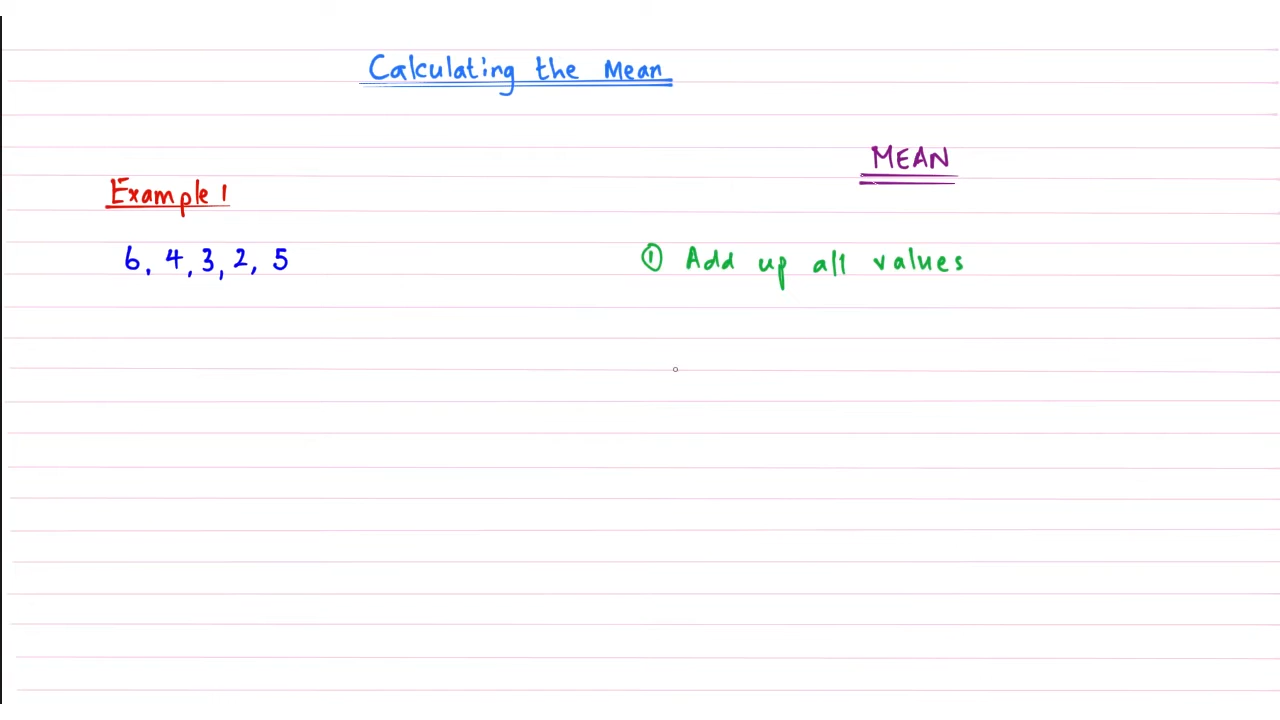 Calculating the Mean
MEAN
Example 1
6, 4, 3, 2, 5
① Add up all values